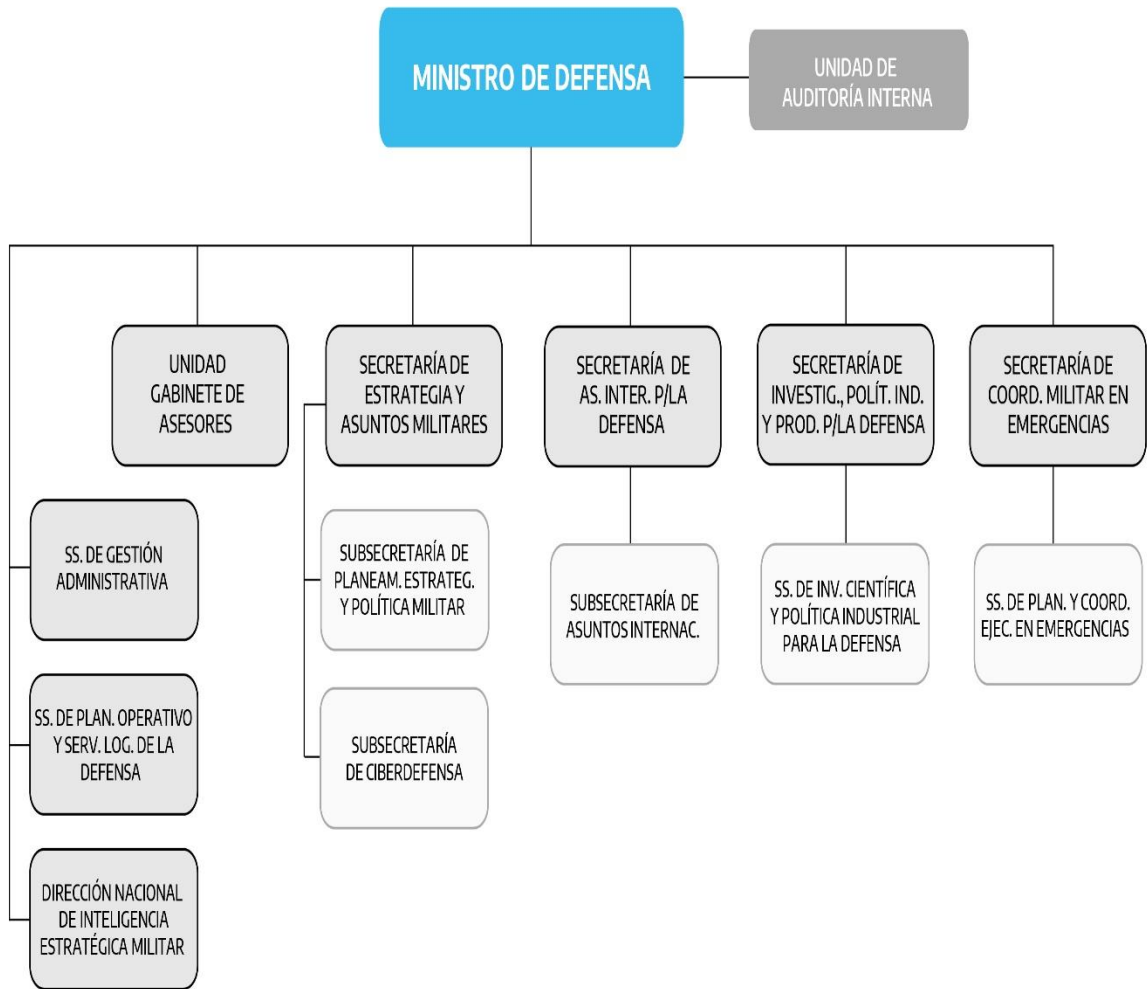 MINISTRO DE DEFENSA
UNIDAD DE
AUDITORÍA INTERNA
UNIDAD
GABINETE DE
ASESORES
SECRETARÍA DE
ESTRATEGIA Y
ASUNTOS MILITARES
SECRETARÍA DE
AS. INTER. P/LA
DEFENSA
SECRETARÍA DE
INVESTIG., POLÍT. IND.
Y PROD. P/LA DEFENSA
SECRETARÍA DE
COORD. MILITAR EN
EMERGENCIAS
SS. DE GESTIÓN
ADMINISTRATIVA
SUBSECRETARÍA DE
PLANEAM. ESTRATEG.
Y POLÍTICA MILITAR
SUBSECRETARÍA DE
ASUNTOS INTERNAC.
SS. DE INV. CIENTÍFICA
Y POLÍTICA INDUSTRIAL
PARA LA DEFENSA
SS. DE PLAN. Y COORD.
EJEC. EN EMERGENCIAS
SS. DE PLAN. OPERATIVO
Y SERV. LOG. DE LA
DEFENSA
SUBSECRETARÍA
DE CIBERDEFENSA
DIRECCIÓN NACIONAL
DE INTELIGENCIA
ESTRATÉGICA MILITAR